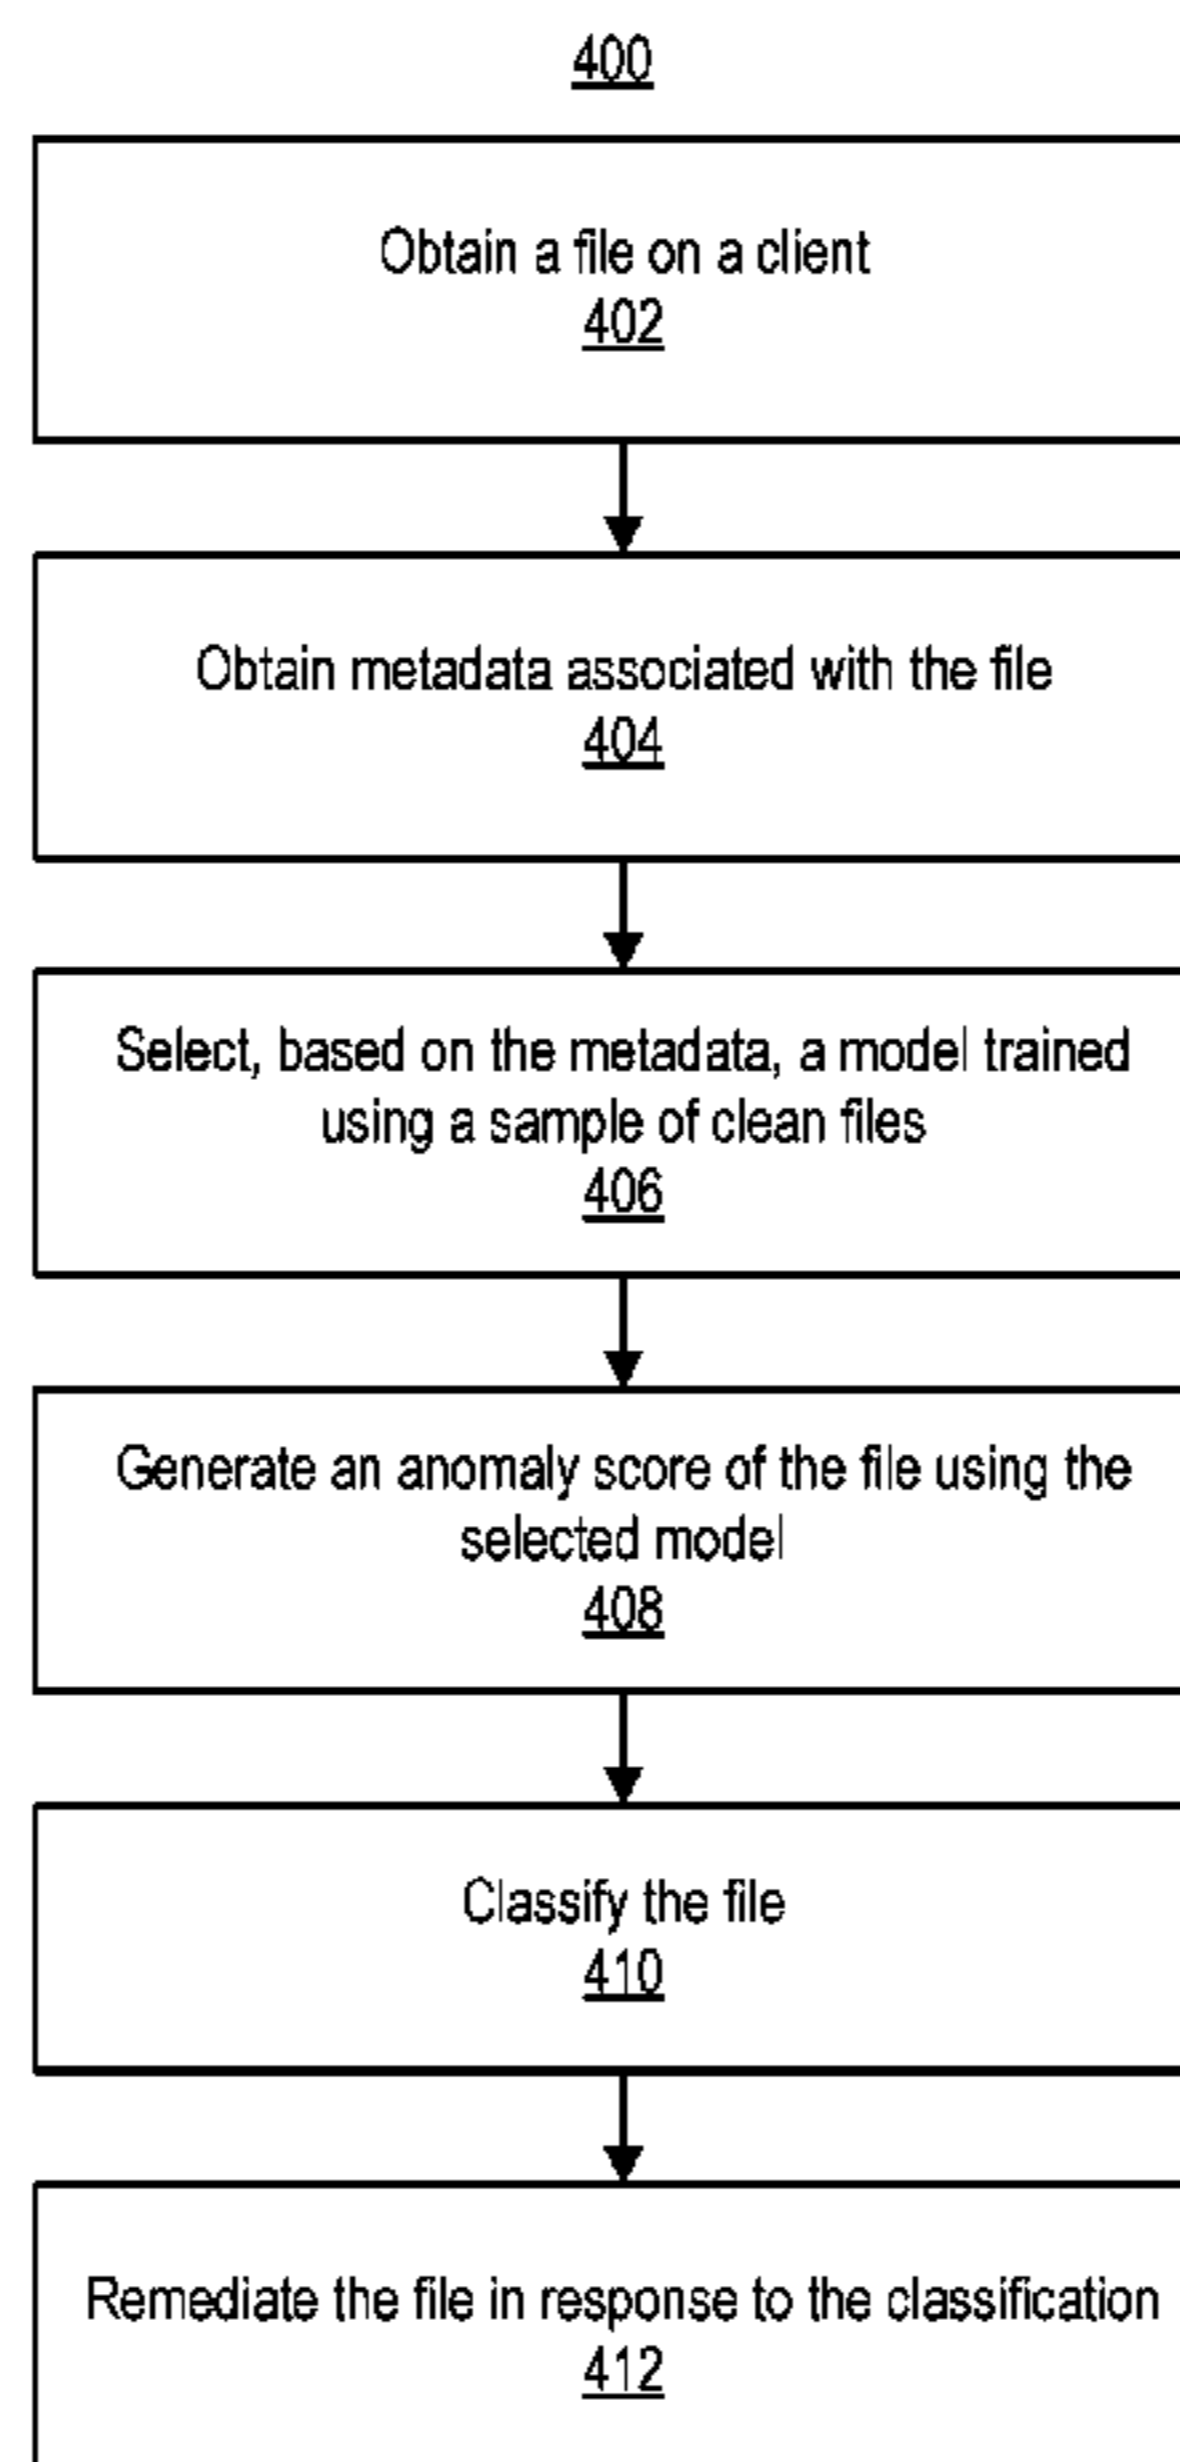 400
Obtain a file on a client
402
Obtain metadata associated with the file
404
Select, based on the metadata, a model trained
using a sample of clean files
406
Generate an anomaly score of the file using the
selected model
408
Classify the file
410
Remediate the file in response to the classification
412